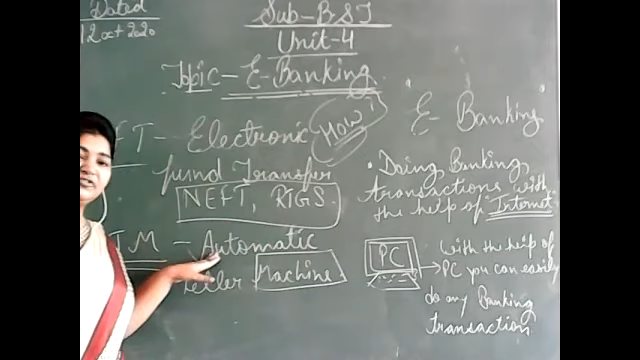 Dated
12 oct 2020
Sub-BST
Unit-4
Topic - E-Banking
FT - Electronic
fund Transfer
HOW?
NEFT, RTGS.
TM - Automatic
Teller Machine
E-Banking
• Doing Banking
transactions with
the help of "Internet"
PC
With the help of
PC you can easily
do any Banking
transaction.